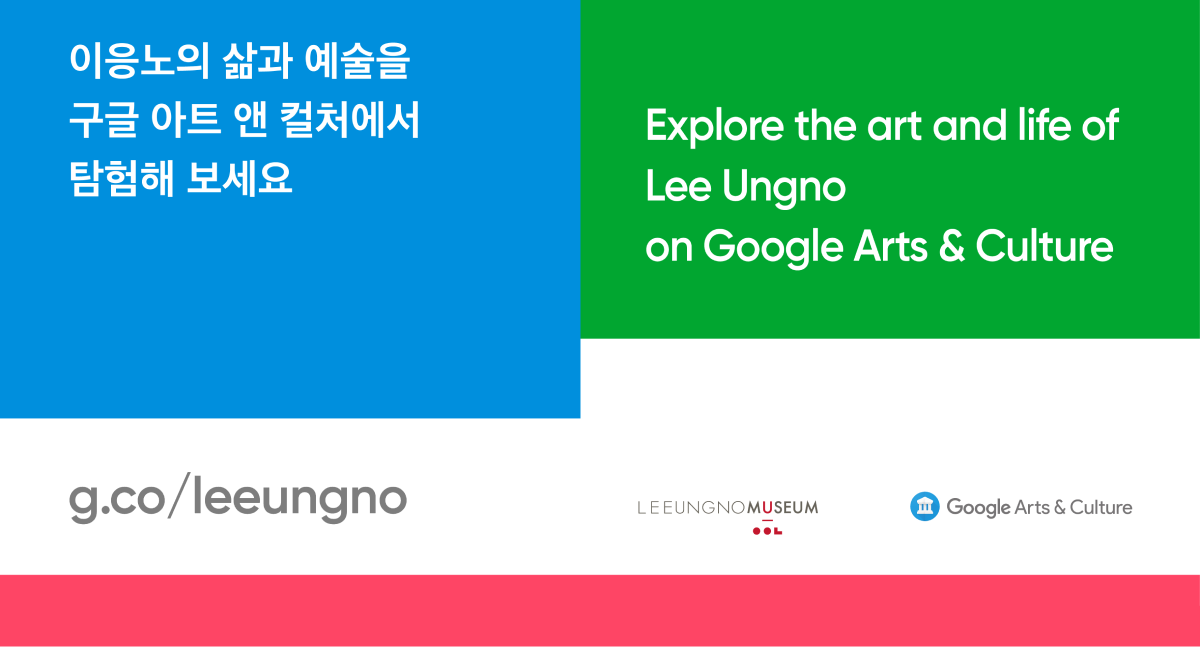 이응노의 삶과 예술을
구글 아트 앤 컬처에서
탐험해 보세요
Explore the art and life of
Lee Ungno
on Google Arts & Culture
g.co/leeungno
LEEUNGNOMUSEUM
Google Arts & Culture